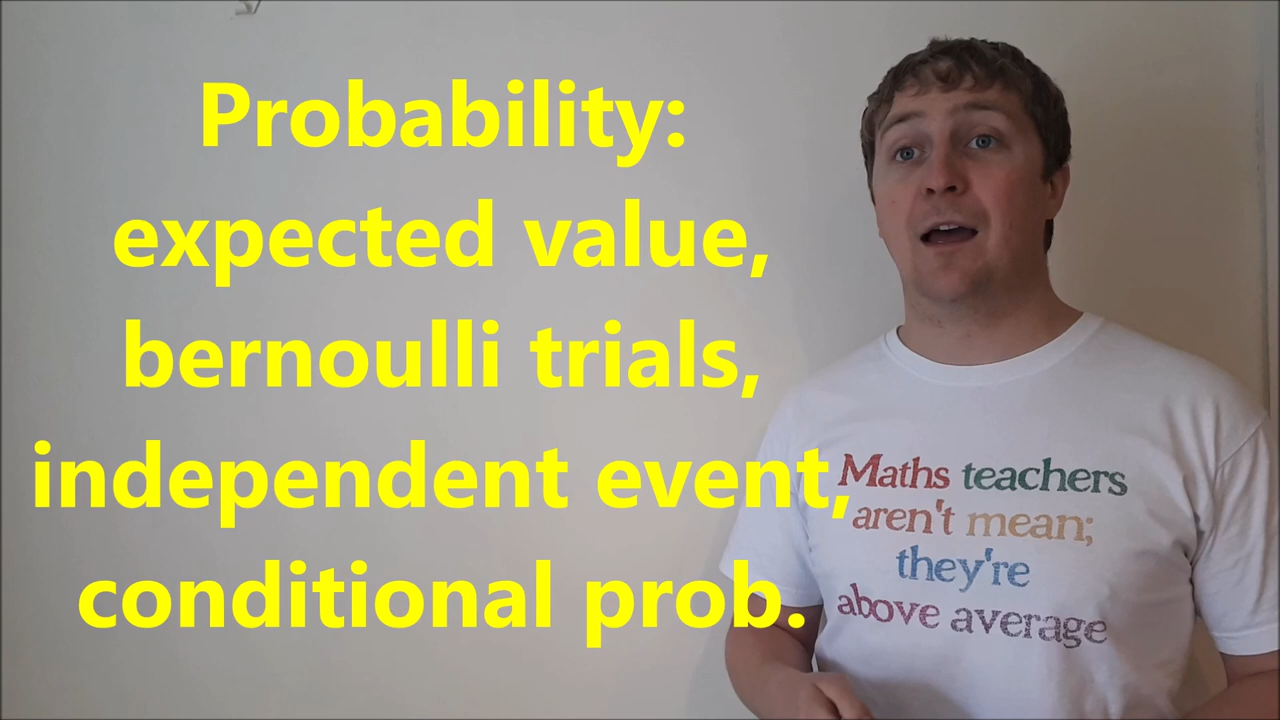 Probability:
expected value,
bernoulli trials,
independent event,
conditional prob.
Maths teachers
aren't mean;
they're
above average